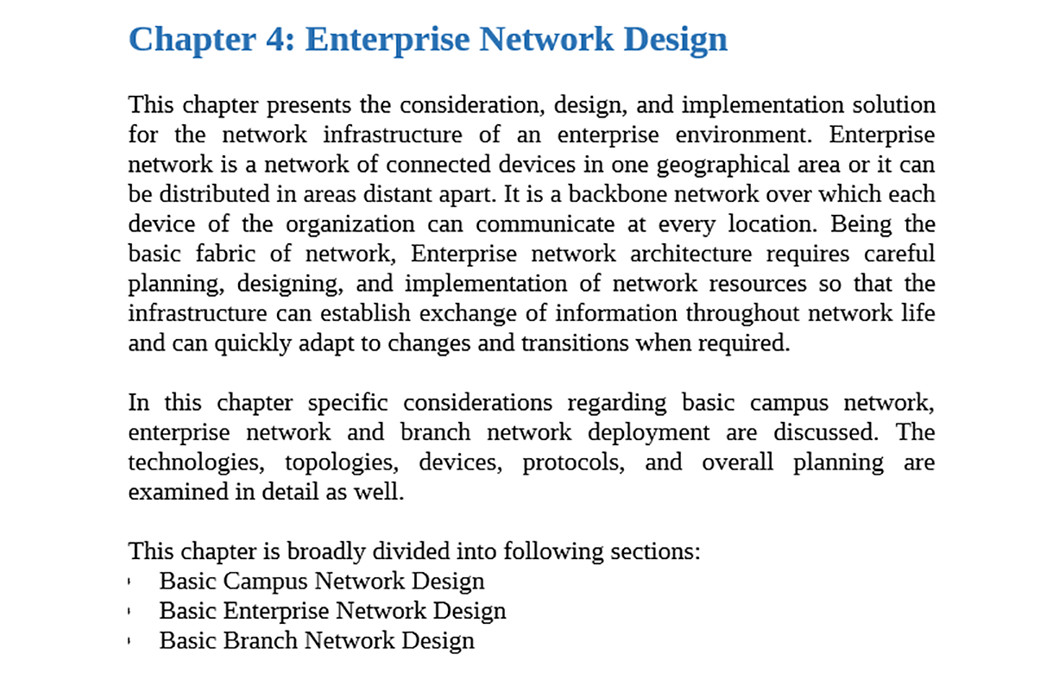 Chapter 4: Enterprise Network Design
This chapter presents the consideration, design, and implementation solution
for the network infrastructure of an enterprise environment. Enterprise
network is a network of connected devices in one geographical area or it can
be distributed in areas distant apart. It is a backbone network over which each
device of the organization can communicate at every location. Being the
basic fabric of network, Enterprise network architecture requires careful
planning, designing, and implementation of network resources so that the
infrastructure can establish exchange of information throughout network life
and can quickly adapt to changes and transitions when required.
In this chapter specific considerations regarding basic campus network,
enterprise network and branch network deployment are discussed. The
technologies, topologies, devices, protocols, and overall planning are
examined in detail as well.
This chapter is broadly divided into following sections:
Basic Campus Network Design
Basic Enterprise Network Design
Basic Branch Network Design